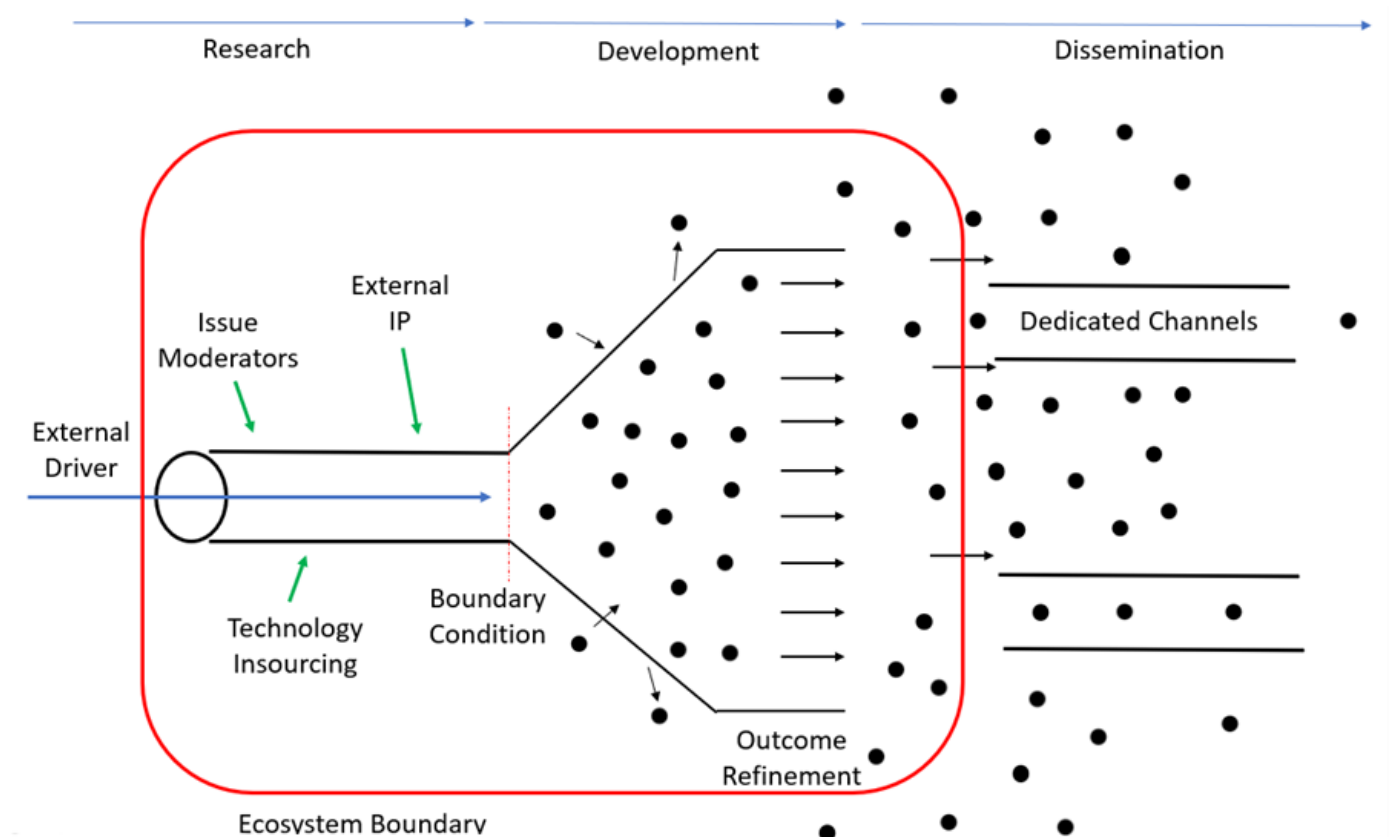 Research
Development
Dissemination
External
IP
Issue
Moderators
Dedicated Channels
External
Driver
Boundary
Condition
Technology
Insourcing
Outcome
Refinement
Ecosystem Boundary